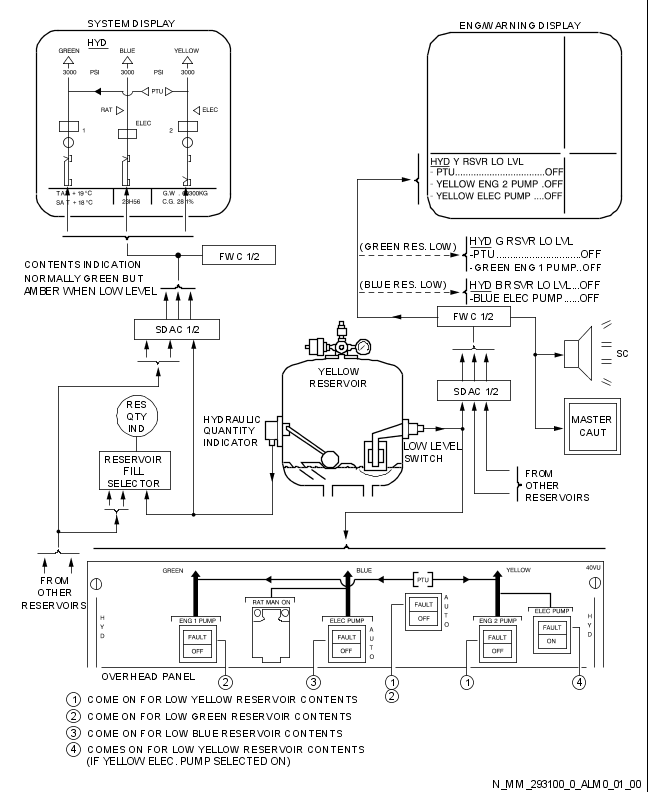 SYSTEM DISPLAY
ENG/WARNING DISPLAY
HYD
GREEN BLUE YELLOW
3000 PSI 3000 PSI 3000
PTU
RAT ELEC
ELEC
1 2
TAT + 19 °C G.W. 300KG
SAT + 18 °C 23H56 C.G. 28.1%
HYD Y RSVR LO LVL
- PTU.............................OFF
- YELLOW ENG 2 PUMP .OFF
- YELLOW ELEC PUMP ....OFF
FWC 1/2
CONTENTS INDICATION
NORMALLY GREEN BUT
AMBER WHEN LOW LEVEL
(GREEN RES. LOW)
HYD G RSVR LO LVL
-PTU..............................OFF
-GREEN ENG 1 PUMP..OFF
(BLUE RES. LOW)
HYD B RSVR LO LVL...OFF
-BLUE ELEC PUMP......OFF
SDAC 1/2
FWC 1/2
SC
YELLOW
RESERVOIR
SDAC 1/2
MASTER
CAUT
RES
QTY
IND
HYDRAULIC
QUANTITY
INDICATOR
LOW LEVEL
SWITCH
RESERVOIR
FILL
SELECTOR
FROM
OTHER
RESERVOIRS
FROM
OTHER
RESERVOIRS
GREEN BLUE PTU YELLOW 40VU
HYD
ENG 1 PUMP
FAULT
OFF
RAT MAN ON
ELEC PUMP
FAULT
OFF
AUTO
FAULT
OFF
AUTO
ENG 2 PUMP
FAULT
OFF
ELEC PUMP
FAULT
ON
HYD
OVERHEAD PANEL
2 3 1 2 1 4
1 COME ON FOR LOW YELLOW RESERVOIR CONTENTS
2 COME ON FOR LOW GREEN RESERVOIR CONTENTS
3 COME ON FOR LOW BLUE RESERVOIR CONTENTS
4 COMES ON FOR LOW YELLOW RESERVOIR CONTENTS
(IF YELLOW ELEC. PUMP SELECTED ON)
N_MM_293100_0_ALM0_01_00